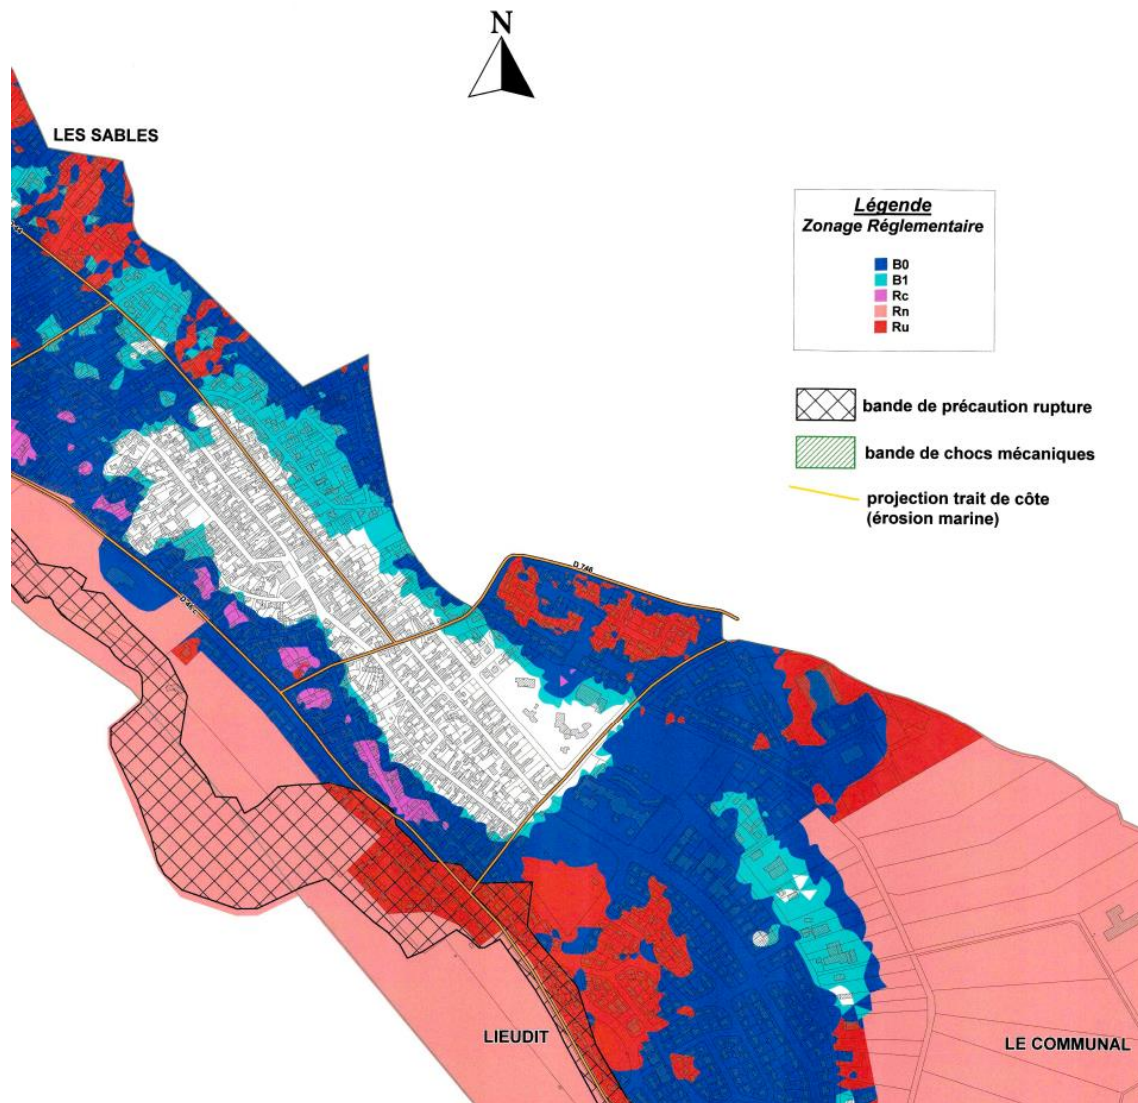 N
LES SABLES
Légende
Zonage Réglementaire
B0
B1
Rc
Rn
Ru
bande de précaution rupture
bande de chocs mécaniques
projection trait de côte
(érosion marine)
D 746
LIEUDIT
LE COMMUNAL